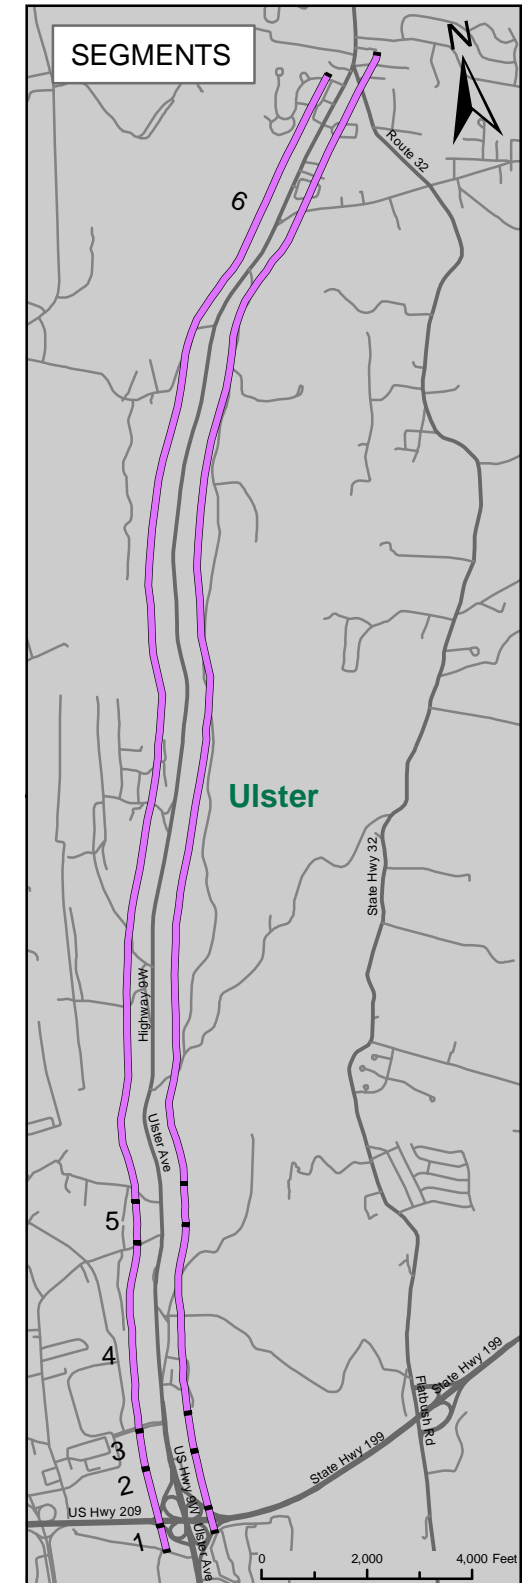 SEGMENTS
N
Route 32
6
Ulster
State Hwy 32
Highway 9W
Ulster Ave
5
4
State Hwy 199
3
Flatbush Rd
2
US Hwy 9W
State Hwy 199
US Hwy 209
1
Ulster Ave
0 2,000 4,000 Feet